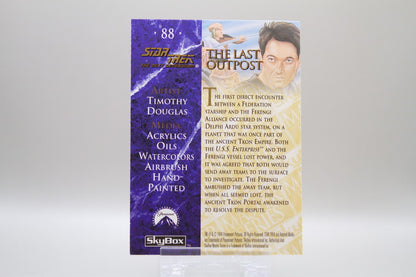 88
STAR TREK
THE LAST
OUTPOST
ARTIST
TIMOTHY
DOUGLAS
MEDIA
ACRYLICS
OILS
WATERCOLORS
AIRBRUSH
HAND
PAINTED
Paramount
SkyBox
THE FIRST DIRECT ENCOUNTER
BETWEEN A FEDERATION
STARSHIP AND THE FERENGI
ALLIANCE OCCURRED IN THE
DELPHI ARDU STAR SYSTEM, ON
A PLANET THAT WAS ONCE PART OF
THE ANCIENT TKON EMPIRE. BOTH
THE U.S.S. ENTERPRISE™ AND THE
FERENGI VESSEL LOST POWER, AND
IT WAS AGREED THAT BOTH WOULD
SEND AWAY TEAMS TO THE SURFACE
TO INVESTIGATE. THE FERENGI
AMBUSHED THE AWAY TEAM, BUT
WHEN ALL SEEMED LOST, THE
ANCIENT TKON PORTAL AWAKENED
TO RESOLVE THE DISPUTE.